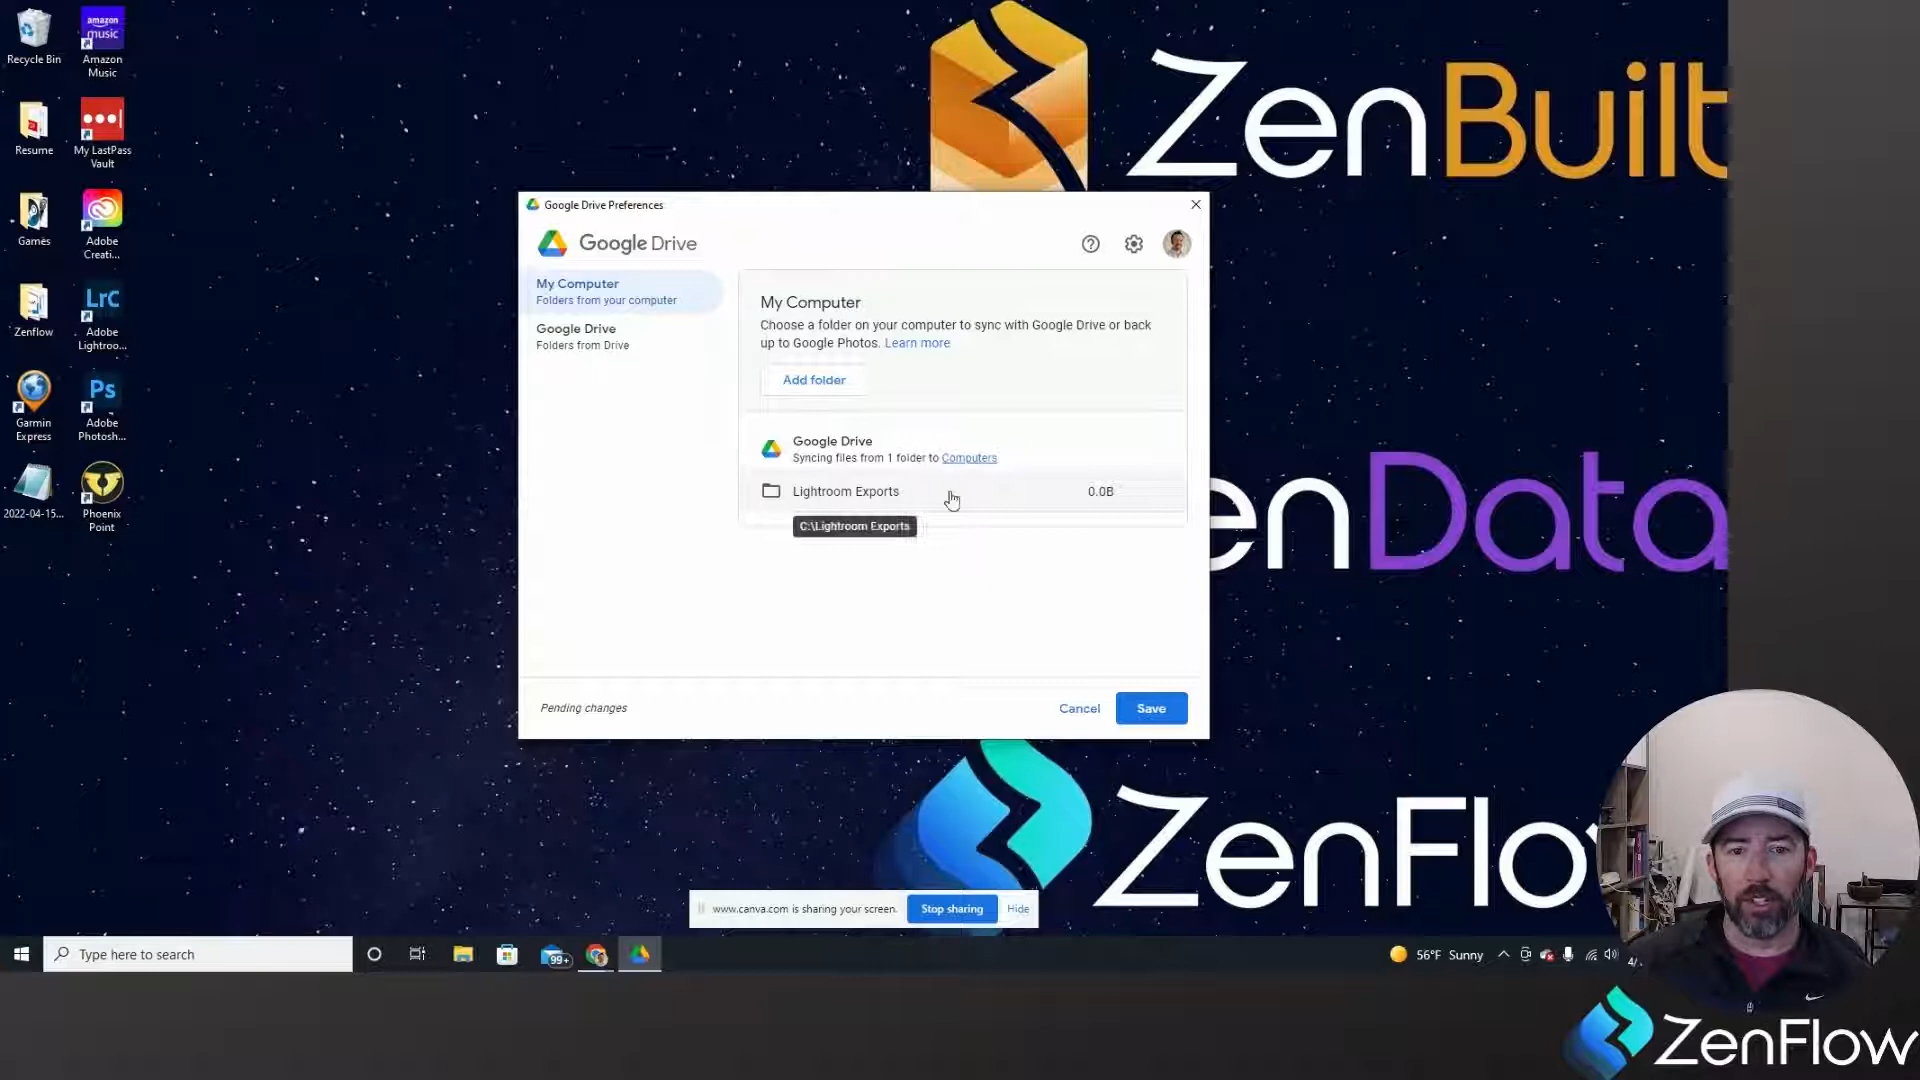 Recycle Bin
amazon
music
Amazon
Music
Resume
My LastPass
Vault
Games
Adobe
Creati...
Zenflow
LrC
Adobe
Lightroo...
Garmin
Express
Ps
Adobe
Photosh...
2022-04-15...
Phoenix
Point
ZenBuilt
enData
ZenFlo
Google Drive Preferences
Google Drive
My Computer
Folders from your computer
Google Drive
Folders from Drive
My Computer
Choose a folder on your computer to sync with Google Drive or back
up to Google Photos. Learn more
Add folder
Google Drive
Syncing files from 1 folder to Computers
Lightroom Exports
0.0B
C:\Lightroom Exports
Pending changes
Cancel
Save
www.canva.com is sharing your screen.
Stop sharing
Hide
Type here to search
99+
56°F Sunny
4/
ZenFlow